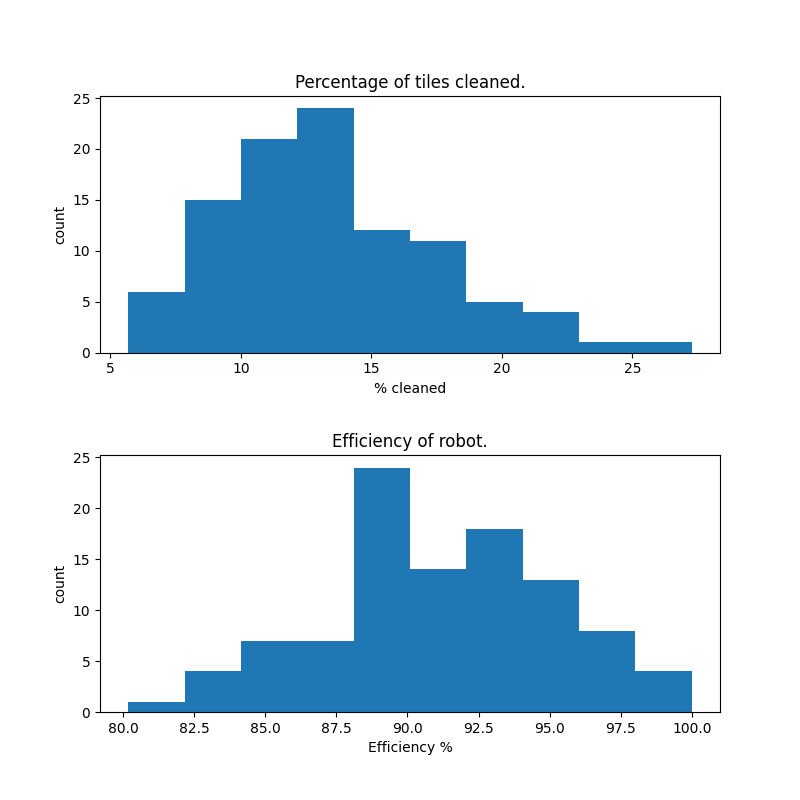 Percentage of tiles cleaned.
25
20
15
10
5
0
count
5 10 15 20 25
% cleaned
Efficiency of robot.
25
20
15
10
5
0
count
80.0 82.5 85.0 87.5 90.0 92.5 95.0 97.5 100.0
Efficiency %